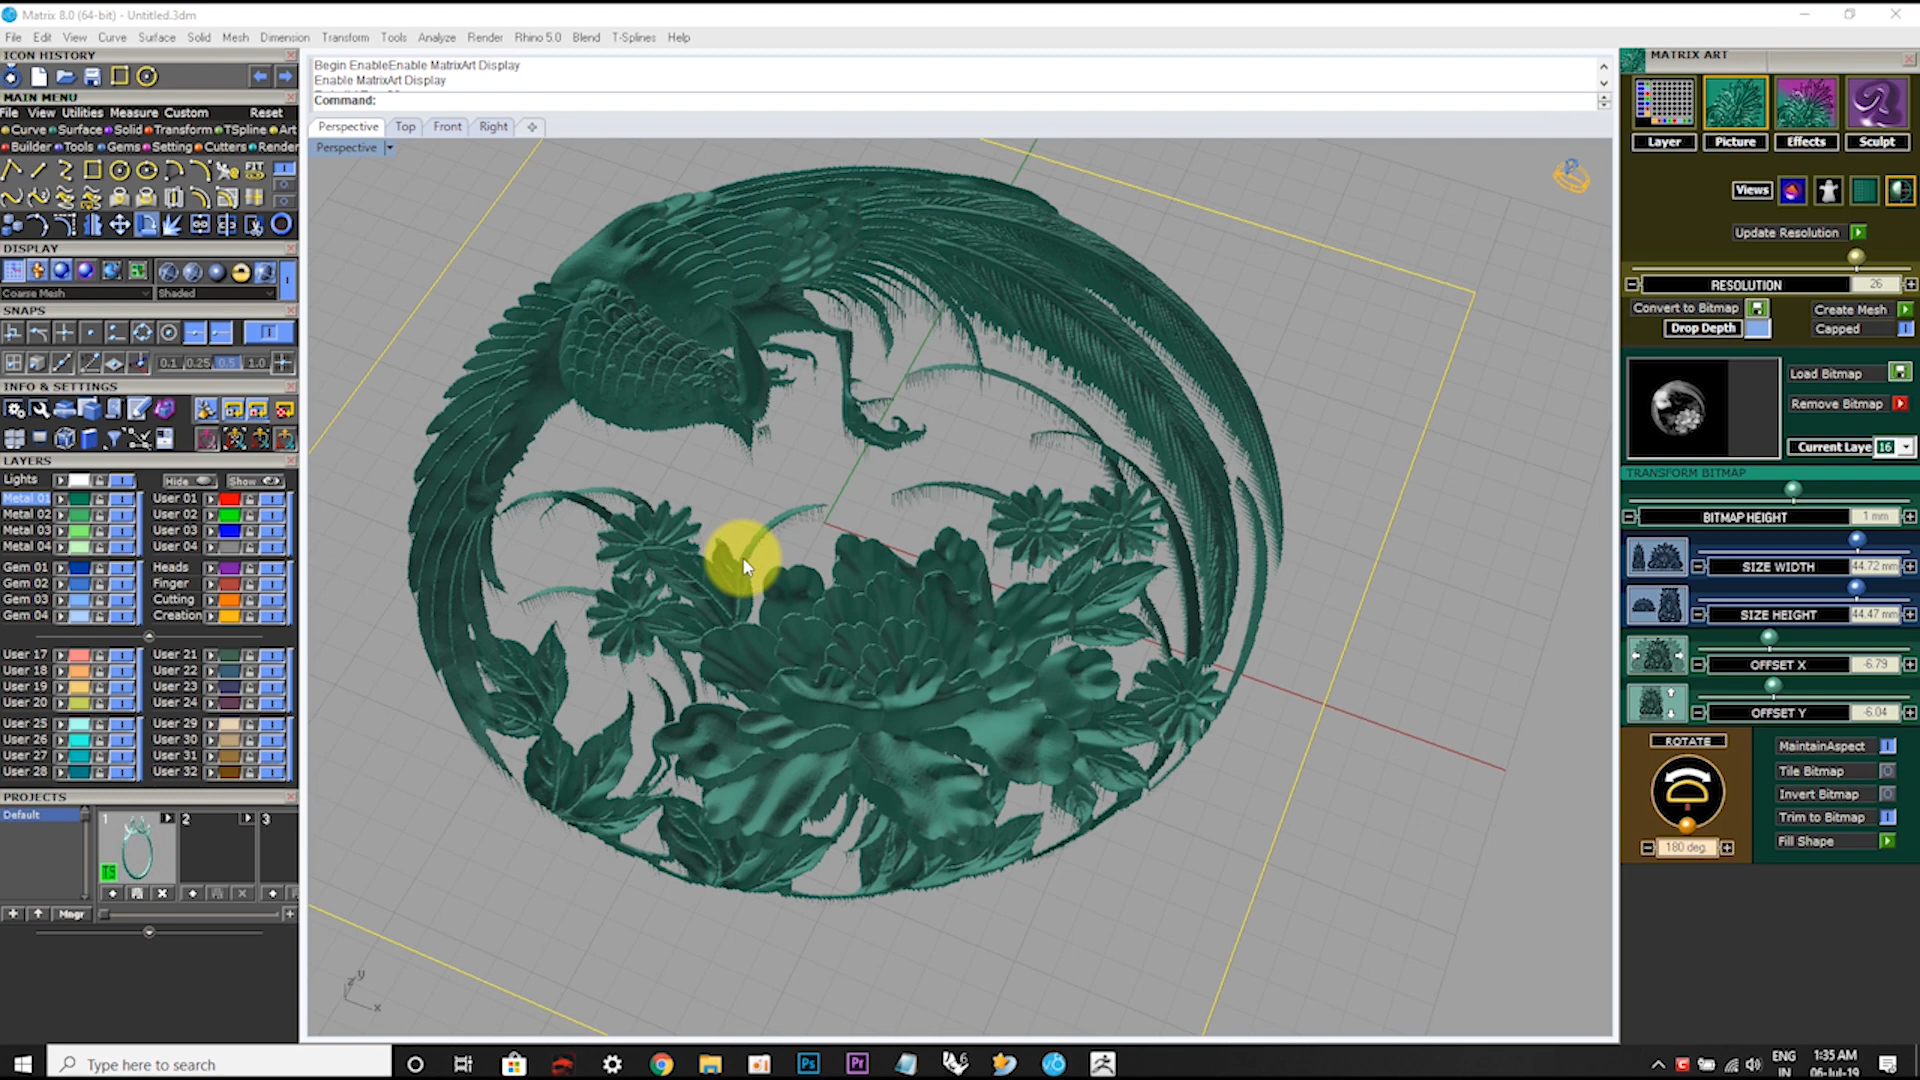 Matrix 8.0 (64-bit) - Untitled.3dm
File Edit View Curve Surface Solid Mesh Dimension Transform Tools Analyze Render Rhino 5.0 Blend T-Splines Help
ICON HISTORY
MAIN MENU
File View Utilities Measure Custom Reset
Curve Surface Solid Transform TSpline Art
Builder Tools Gems Setting Cutters Render
FIT
DISPLAY
Coarse Mesh Shaded
SNAPS
0.1 0.25 0.5 1.0
INFO & SETTINGS
LAYERS
Lights Hide Show
Metal 01 User 01
Metal 02 User 02
Metal 03 User 03
Metal 04 User 04
Gem 01 Heads
Gem 02 Finger
Gem 03 Cutting
Gem 04 Creation
User 17 User 21
User 18 User 22
User 19 User 23
User 20 User 24
User 25 User 29
User 26 User 30
User 27 User 31
User 28 User 32
PROJECTS
Default
1 2 3
TS
Mngr
Begin EnableEnable MatrixArt Display
Enable MatrixArt Display
Command:
Perspective Top Front Right
Perspective
z y x
MATRIX ART
Layer Picture Effects Sculpt
Views
Update Resolution
RESOLUTION 26
Convert to Bitmap Create Mesh
Drop Depth Capped
Load Bitmap
Remove Bitmap
Current Laye 16
TRANSFORM BITMAP
BITMAP HEIGHT 1 mm
SIZE WIDTH 44.72 mm
SIZE HEIGHT 44.47 mm
OFFSET X -6.79
OFFSET Y -6.04
ROTATE
180 deg.
MaintainAspect
Tile Bitmap
Invert Bitmap
Trim to Bitmap
Fill Shape
Type here to search
Ps Pr 6
ENG
IN
1:35 AM
06-Jul-19